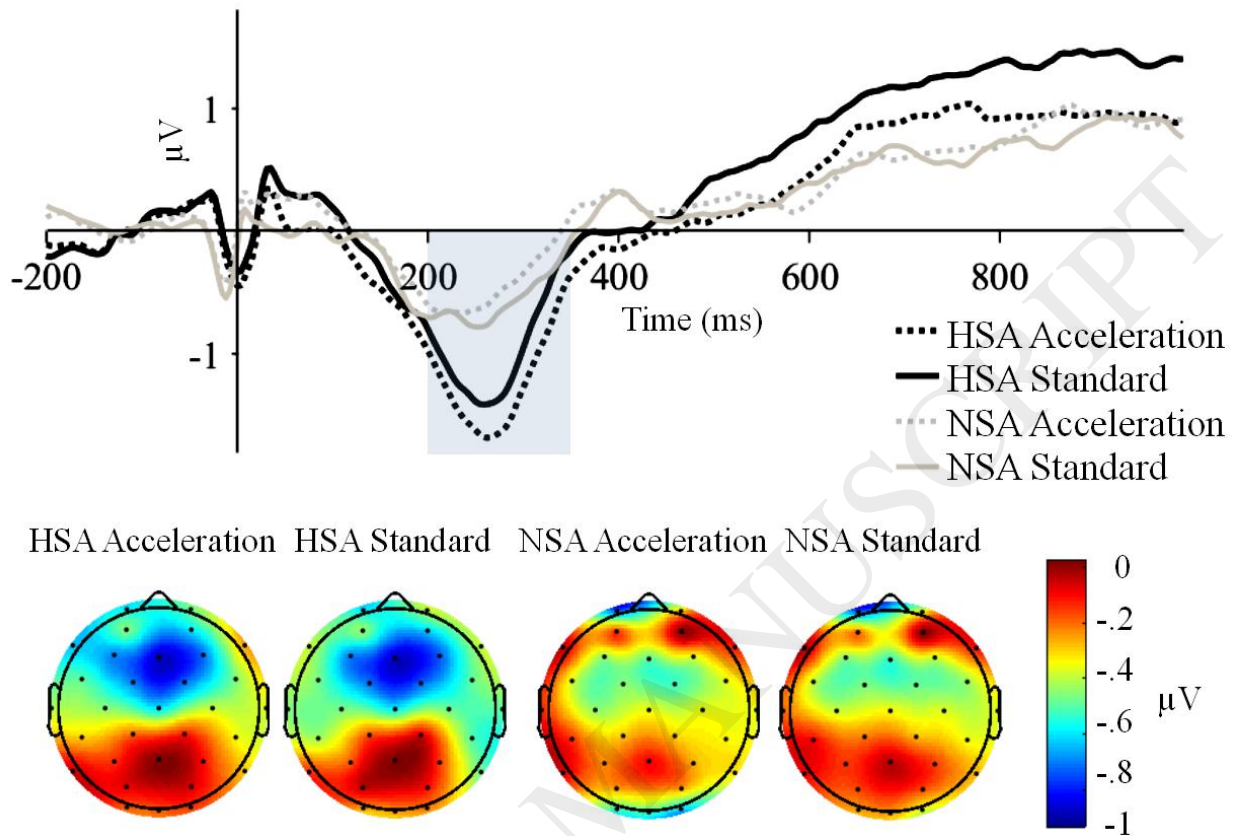 1
µV
-200
200
400
600
800
Time (ms)
-1
HSA Acceleration
HSA Standard
NSA Acceleration
NSA Standard
HSA Acceleration HSA Standard NSA Acceleration NSA Standard
0
-.2
-.4
-.6
-.8
-1
µV
MANUSCRIPT